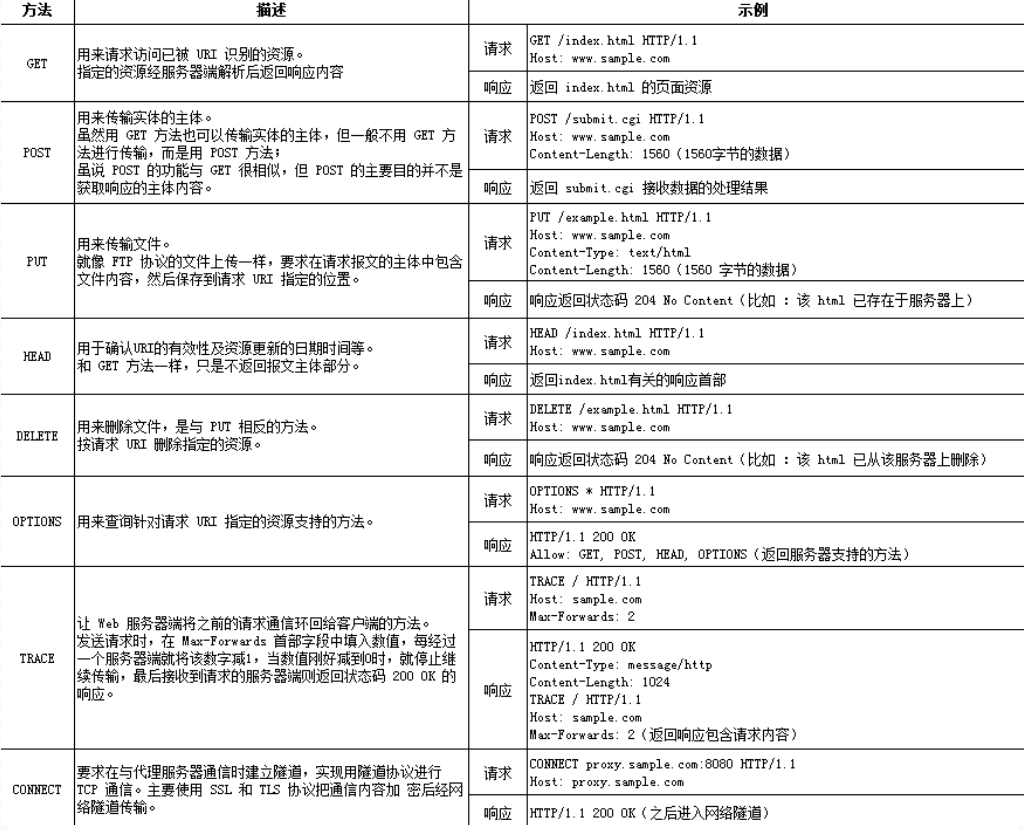 方法 描述 示例
GET
用来请求访问已被 URI 识别的资源。
指定的资源经服务器端解析后返回响应内容
请求
GET /index.html HTTP/1.1
Host: www.sample.com
响应
返回 index.html 的页面资源
POST
用来传输实体的主体。
虽然用 GET 方法也可以传输实体的主体，但一般不用 GET 方
法进行传输，而是用 POST 方法；
虽说 POST 的功能与 GET 很相似，但 POST 的主要目的并不是
获取响应的主体内容。
请求
POST /submit.cgi HTTP/1.1
Host: www.sample.com
Content-Length: 1560（1560字节的数据）
响应
返回 submit.cgi 接收数据的处理结果
PUT
用来传输文件。
就像 FTP 协议的文件上传一样，要求在请求报文的主体中包含
文件内容，然后保存到请求 URI 指定的位置。
请求
PUT /example.html HTTP/1.1
Host: www.sample.com
Content-Type: text/html
Content-Length: 1560（1560 字节的数据）
响应
响应返回状态码 204 No Content（比如 ：该 html 已存在于服务器上）
HEAD
用于确认URI的有效性及资源更新的日期时间等。
和 GET 方法一样，只是不返回报文主体部分。
请求
HEAD /index.html HTTP/1.1
Host: www.sample.com
响应
返回index.html有关的响应首部
DELETE
用来删除文件，是与 PUT 相反的方法。
按请求 URI 删除指定的资源。
请求
DELETE /example.html HTTP/1.1
Host: www.sample.com
响应
响应返回状态码 204 No Content（比如 ：该 html 已从该服务器上删除）
OPTIONS
用来查询针对请求 URI 指定的资源支持的方法。
请求
OPTIONS * HTTP/1.1
Host: www.sample.com
响应
HTTP/1.1 200 OK
Allow: GET, POST, HEAD, OPTIONS（返回服务器支持的方法）
TRACE
让 Web 服务器端将之前的请求通信环回给客户端的方法。
发送请求时，在 Max-Forwards 首部字段中填入数值，每经过
一个服务器端就将该数字减1，当数值刚好减到0时，就停止继
续传输，最后接收到请求的服务器端则返回状态码 200 OK 的
响应。
请求
TRACE / HTTP/1.1
Host: sample.com
Max-Forwards: 2
响应
HTTP/1.1 200 OK
Content-Type: message/http
Content-Length: 1024
TRACE / HTTP/1.1
Host: sample.com
Max-Forwards: 2（返回响应包含请求内容）
CONNECT
要求在与代理服务器通信时建立隧道，实现用隧道协议进行
TCP 通信。主要使用 SSL 和 TLS 协议把通信内容加 密后经网
络隧道传输。
请求
CONNECT proxy.sample.com:8080 HTTP/1.1
Host: proxy.sample.com
响应
HTTP/1.1 200 OK（之后进入网络隧道）